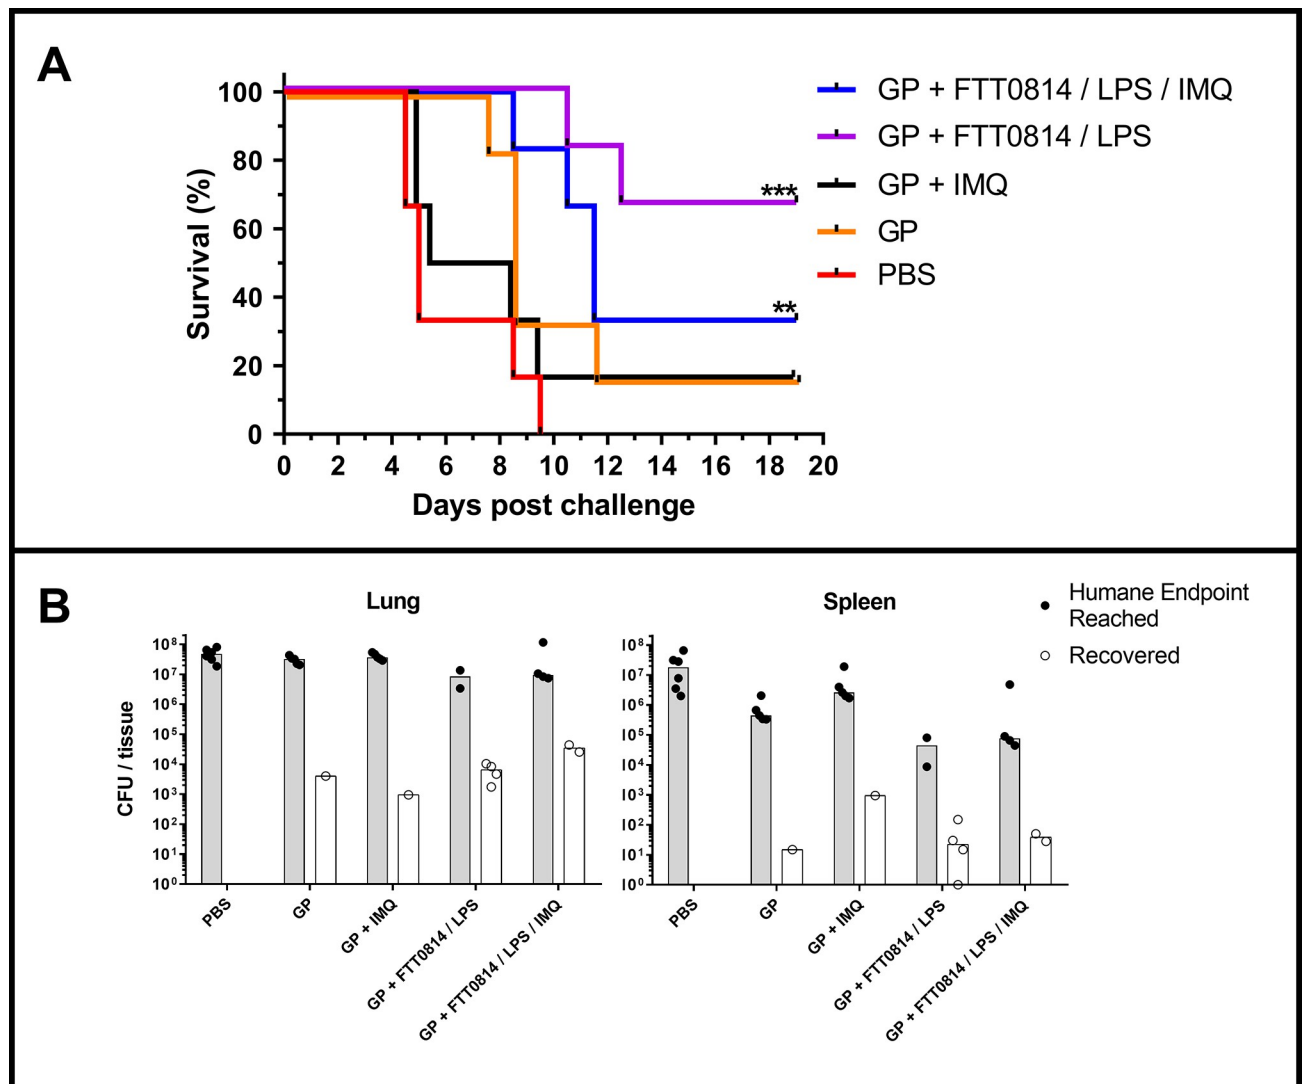 A
100
80
60
40
20
0
Survival (%)
0 2 4 6 8 10 12 14 16 18 20
Days post challenge
***
**
GP + FTT0814 / LPS / IMQ
GP + FTT0814 / LPS
GP + IMQ
GP
PBS
B
Lung
10⁸
10⁷
10⁶
10⁵
10⁴
10³
10²
10¹
10⁰
CFU / tissue
PBS
GP
GP + IMQ
GP + FTT0814 / LPS
GP + FTT0814 / LPS / IMQ
Spleen
10⁸
10⁷
10⁶
10⁵
10⁴
10³
10²
10¹
10⁰
PBS
GP
GP + IMQ
GP + FTT0814 / LPS
GP + FTT0814 / LPS / IMQ
Humane Endpoint
Reached
Recovered